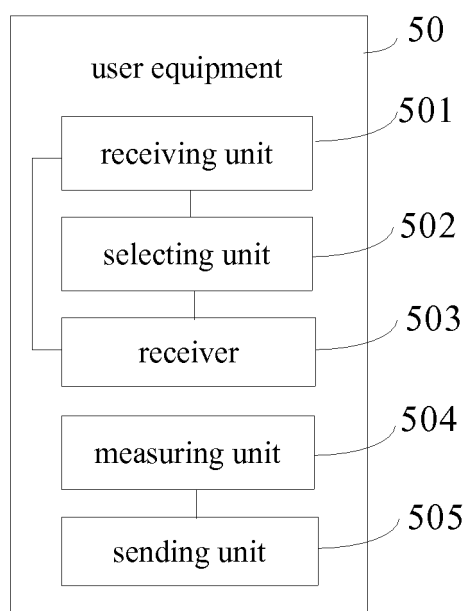 50
user equipment
501
receiving unit
502
selecting unit
503
receiver
504
measuring unit
505
sending unit